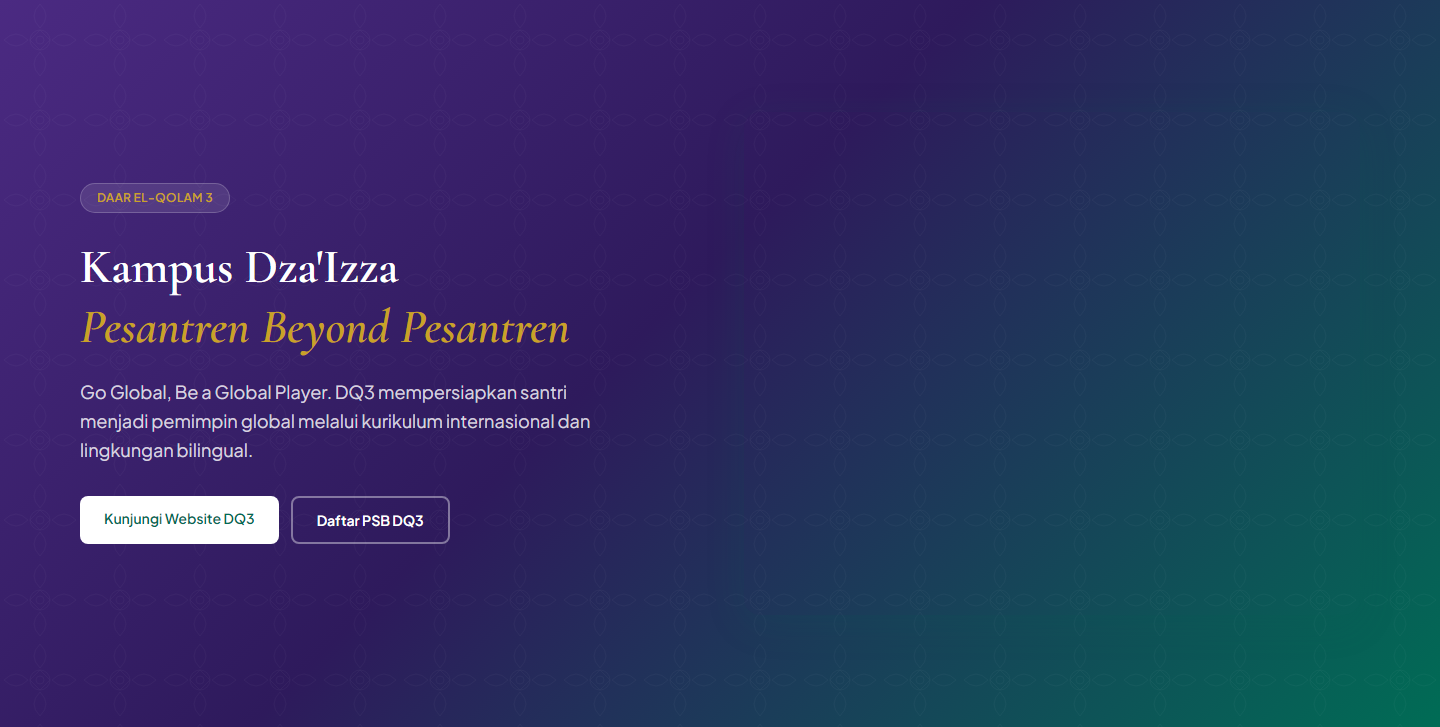 DAAR EL-QOLAM 3
Kampus Dza'Izza
Pesantren Beyond Pesantren
Go Global, Be a Global Player. DQ3 mempersiapkan santri
menjadi pemimpin global melalui kurikulum internasional dan
lingkungan bilingual.
Kunjungi Website DQ3
Daftar PSB DQ3